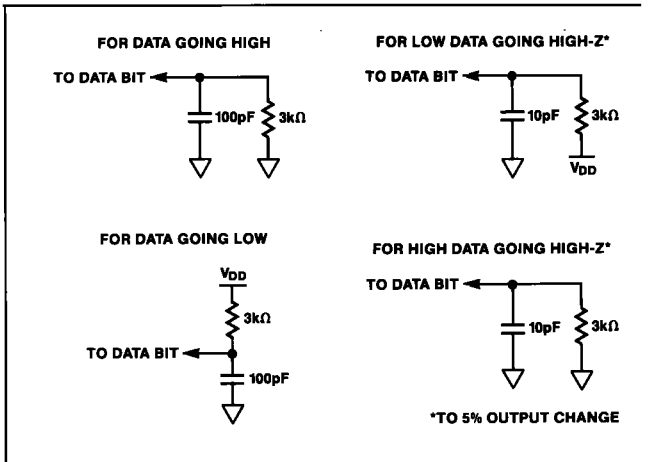 FOR DATA GOING HIGH
TO DATA BIT
100pF
3kΩ
FOR LOW DATA GOING HIGH-Z*
TO DATA BIT
10pF
3kΩ
VDD
FOR DATA GOING LOW
VDD
3kΩ
TO DATA BIT
100pF
FOR HIGH DATA GOING HIGH-Z*
TO DATA BIT
10pF
3kΩ
*TO 5% OUTPUT CHANGE